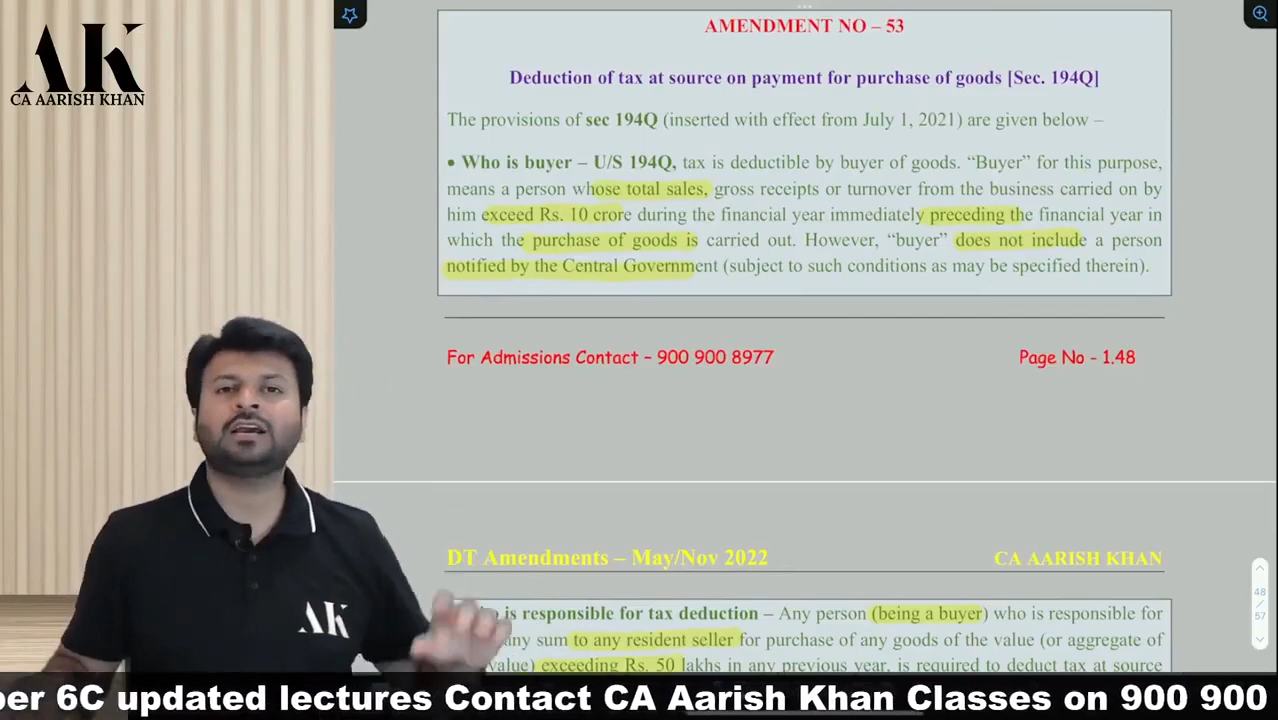 AK
CA AARISH KHAN
AMENDMENT NO – 53
Deduction of tax at source on payment for purchase of goods [Sec. 194Q]
The provisions of sec 194Q (inserted with effect from July 1, 2021) are given below –
• Who is buyer – U/S 194Q, tax is deductible by buyer of goods. “Buyer” for this purpose,
means a person whose total sales, gross receipts or turnover from the business carried on by
him exceed Rs. 10 crore during the financial year immediately preceding the financial year in
which the purchase of goods is carried out. However, “buyer” does not include a person
notified by the Central Government (subject to such conditions as may be specified therein).
For Admissions Contact – 900 900 8977
Page No - 1.48
DT Amendments – May/Nov 2022
CA AARISH KHAN
is responsible for tax deduction – Any person (being a buyer) who is responsible for
any sum to any resident seller for purchase of any goods of the value (or aggregate of
value) exceeding Rs. 50 lakhs in any previous year, is required to deduct tax at source
48
/
57
AK
per 6C updated lectures Contact CA Aarish Khan Classes on 900 900